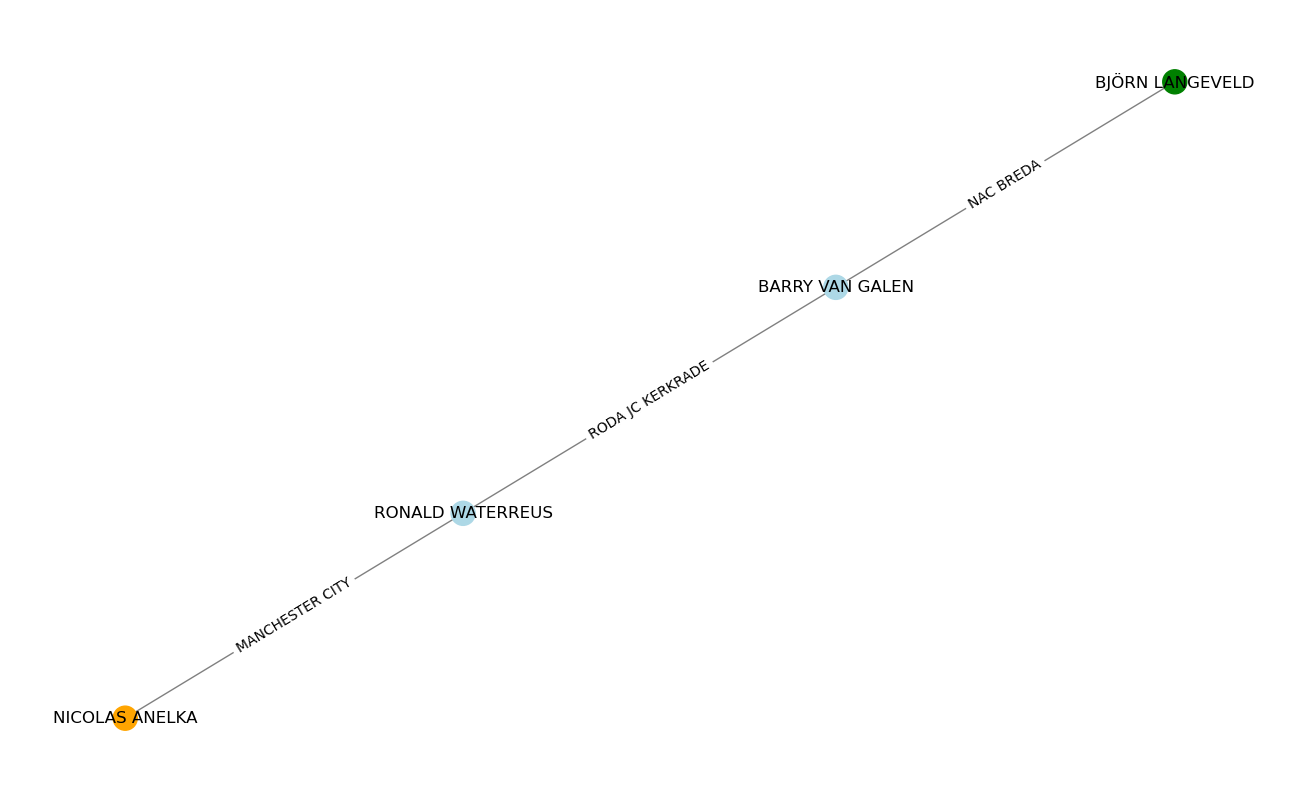 BJÖRN LANGEVELD
NAC BREDA
BARRY VAN GALEN
RODA JC KERKRADE
RONALD WATERREUS
MANCHESTER CITY
NICOLAS ANELKA